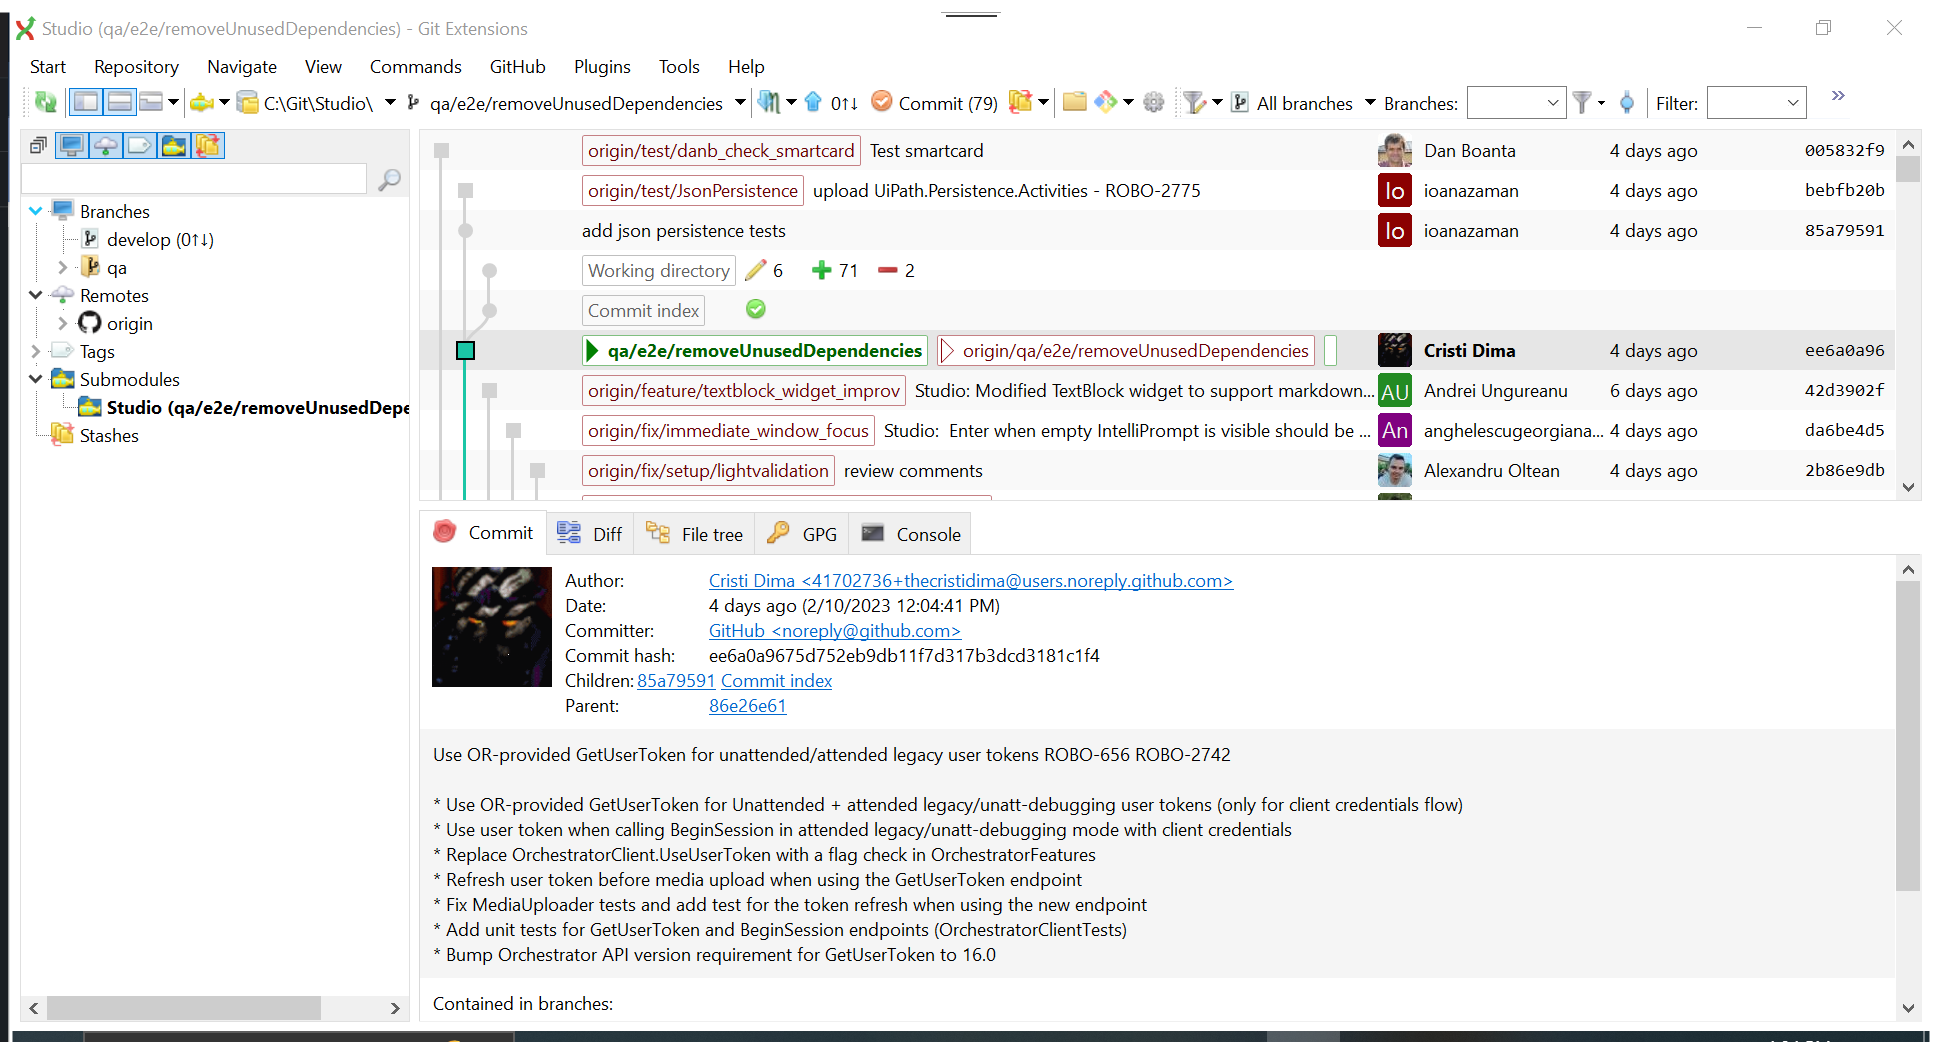 Studio (qa/e2e/removeUnusedDependencies) - Git Extensions
Start Repository Navigate View Commands GitHub Plugins Tools Help
C:\Git\Studio\ qa/e2e/removeUnusedDependencies 0↑↓ Commit (79) All branches Branches: Filter: »
origin/test/danb_check_smartcard Test smartcard Dan Boanta 4 days ago 005832f9
origin/test/JsonPersistence upload UiPath.Persistence.Activities - ROBO-2775 Io ioanazaman 4 days ago bebfb20b
add json persistence tests Io ioanazaman 4 days ago 85a79591
Working directory 6 71 2
Commit index
qa/e2e/removeUnusedDependencies origin/qa/e2e/removeUnusedDependencies Cristi Dima 4 days ago ee6a0a96
origin/feature/textblock_widget_improv Studio: Modified TextBlock widget to support markdown... AU Andrei Ungureanu 6 days ago 42d3902f
origin/fix/immediate_window_focus Studio: Enter when empty IntelliPrompt is visible should be ... An anghelescugeorgiana... 4 days ago da6be4d5
origin/fix/setup/lightvalidation review comments Alexandru Oltean 4 days ago 2b86e9db
Branches
develop (0↑↓)
qa
Remotes
origin
Tags
Submodules
Studio (qa/e2e/removeUnusedDepe
Stashes
Commit Diff File tree GPG Console
Author: Cristi Dima <41702736+thecristidima@users.noreply.github.com>
Date: 4 days ago (2/10/2023 12:04:41 PM)
Committer: GitHub <noreply@github.com>
Commit hash: ee6a0a9675d752eb9db11f7d317b3dcd3181c1f4
Children: 85a79591 Commit index
Parent: 86e26e61
Use OR-provided GetUserToken for unattended/attended legacy user tokens ROBO-656 ROBO-2742
* Use OR-provided GetUserToken for Unattended + attended legacy/unatt-debugging user tokens (only for client credentials flow)
* Use user token when calling BeginSession in attended legacy/unatt-debugging mode with client credentials
* Replace OrchestratorClient.UseUserToken with a flag check in OrchestratorFeatures
* Refresh user token before media upload when using the GetUserToken endpoint
* Fix MediaUploader tests and add test for the token refresh when using the new endpoint
* Add unit tests for GetUserToken and BeginSession endpoints (OrchestratorClientTests)
* Bump Orchestrator API version requirement for GetUserToken to 16.0
Contained in branches: